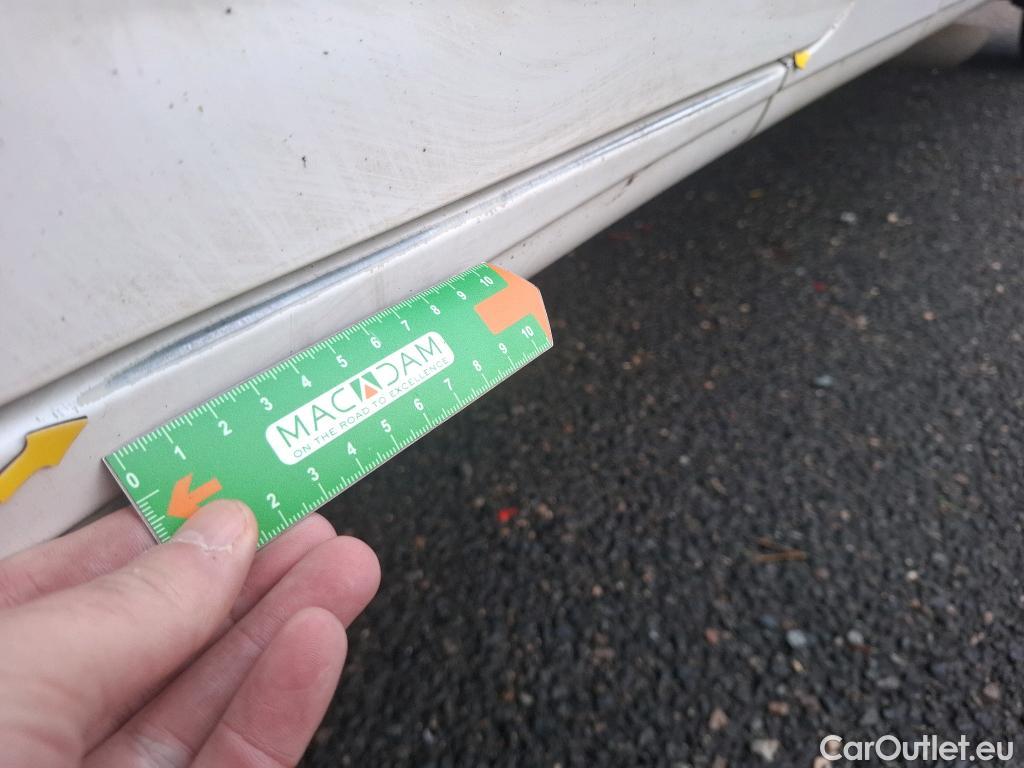 0 1 2 3 4 5 6 7 8 9 10
MACADAM
ON THE ROAD TO EXCELLENCE
2 3 4 5 6 7 8 9 10
CarOutlet.eu